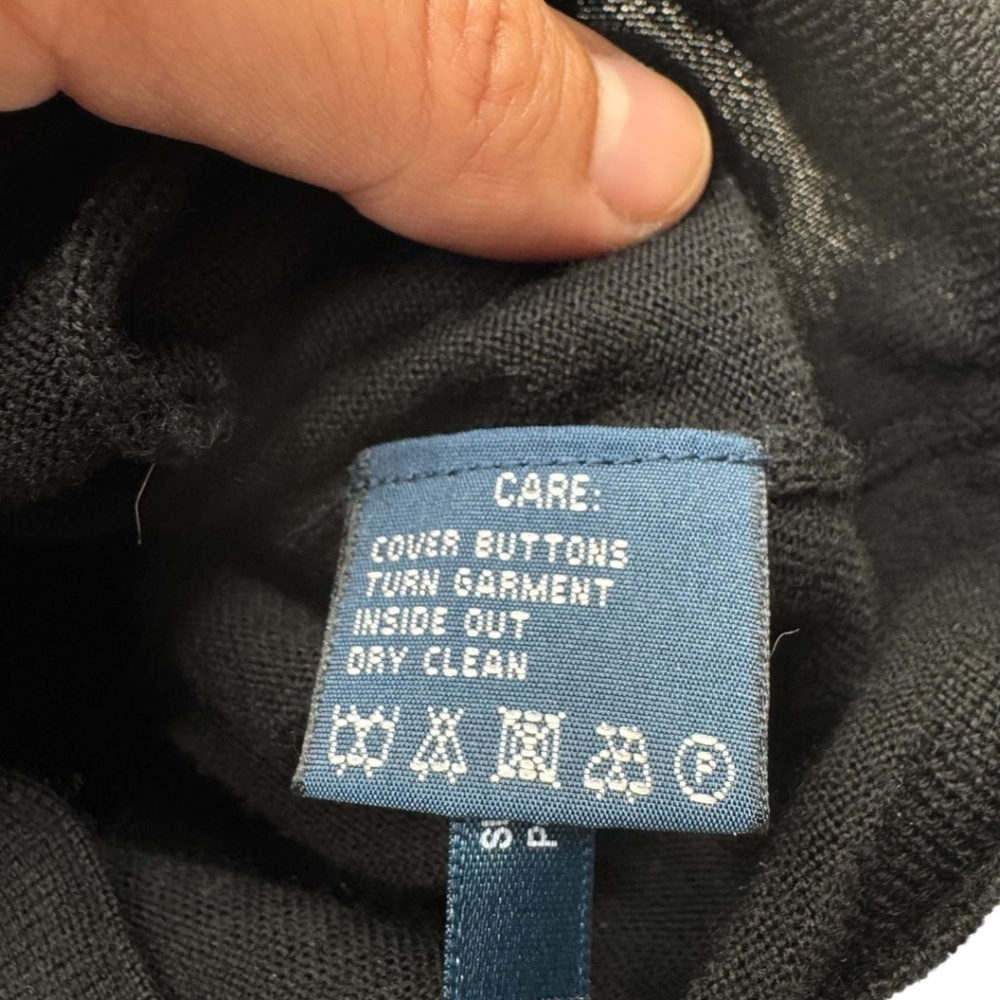 CARE:
COVER BUTTONS
TURN GARMENT
INSIDE OUT
DRY CLEAN
P
P